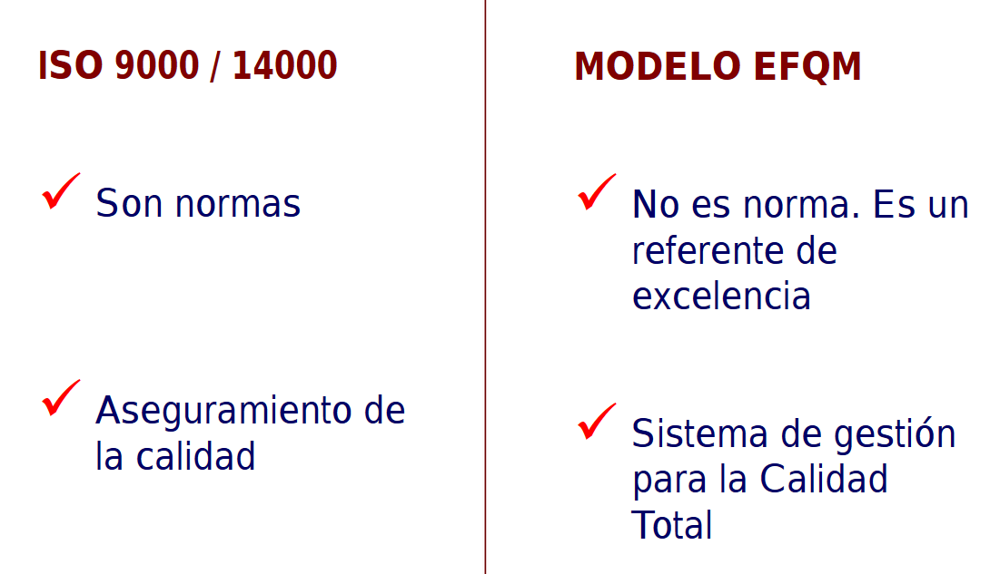 ISO 9000 / 14000
Son normas
Aseguramiento de
la calidad
MODELO EFQM
No es norma. Es un
referente de
excelencia
Sistema de gestión
para la Calidad
Total